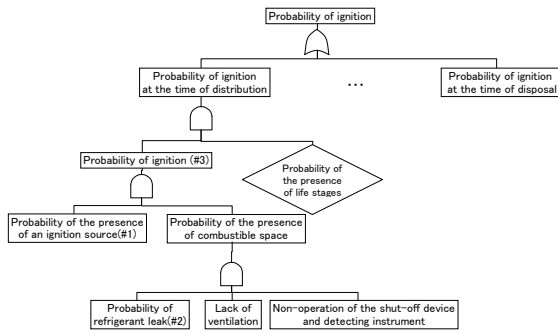 Probability of ignition
Probability of ignition
at the time of distribution
...
Probability of ignition
at the time of disposal
Probability of ignition (#3)
Probability of
the presence
of life stages
Probability of the presence
of an ignition source(#1)
Probability of the presence
of combustible space
Probability of
refrigerant leak(#2)
Lack of
ventilation
Non-operation of the shut-off device
and detecting instrument